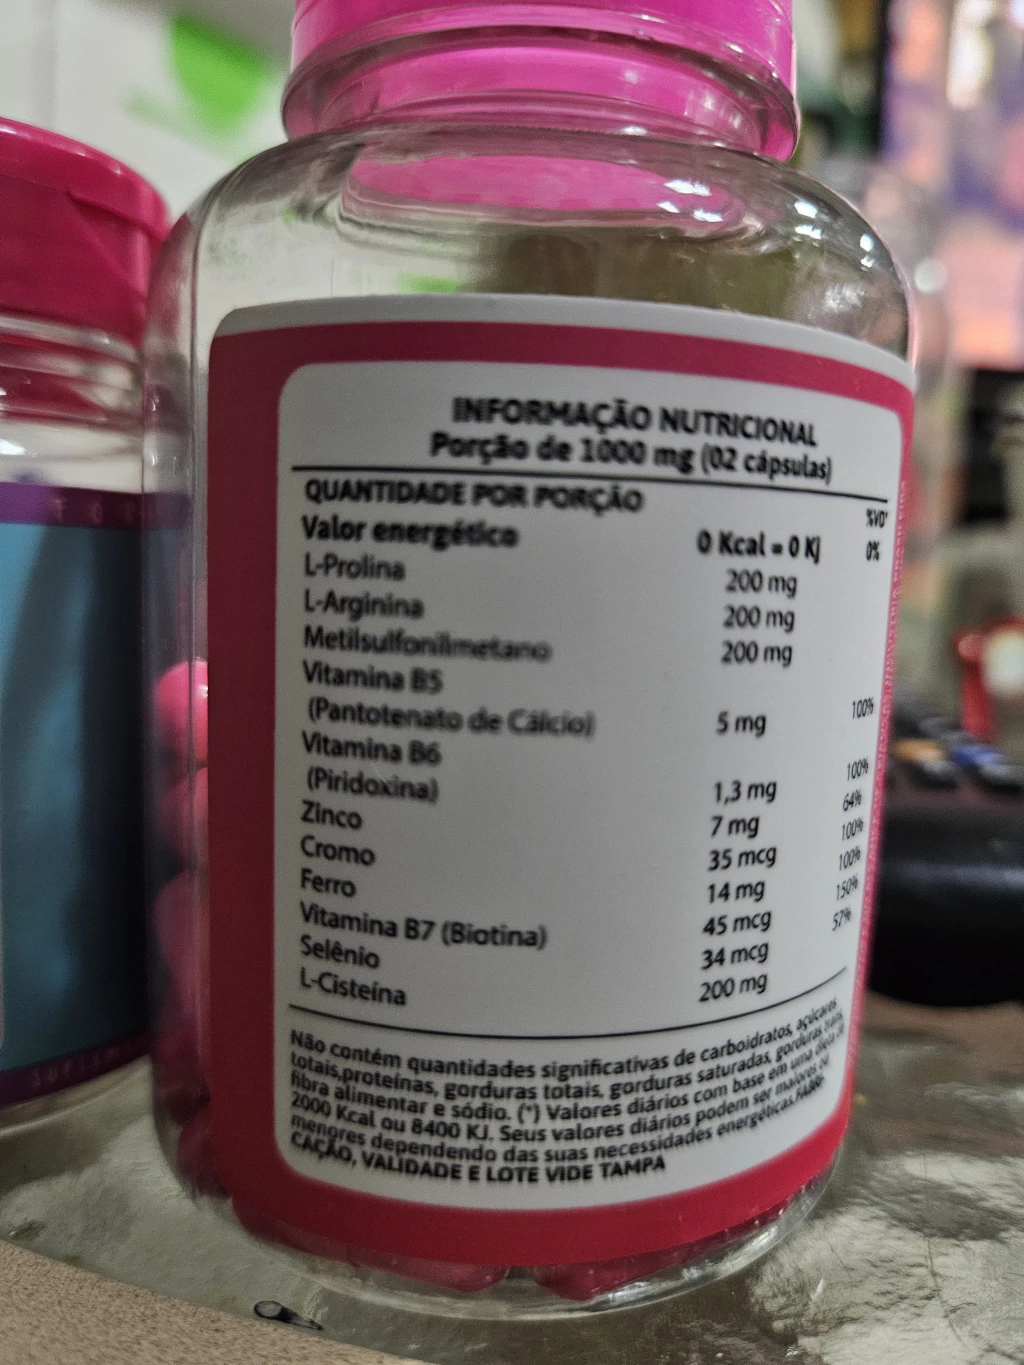 INFORMAÇÃO NUTRICIONAL
Porção de 1000 mg (02 cápsulas)
QUANTIDADE POR PORÇÃO %VD*
Valor energético 0 Kcal = 0 Kj 0%
L-Prolina 200 mg
L-Arginina 200 mg
Metilsulfonilmetano 200 mg
Vitamina B5
(Pantotenato de Cálcio) 5 mg 100%
Vitamina B6
(Piridoxina) 1,3 mg 100%
Zinco 7 mg 64%
Cromo 35 mcg 100%
Ferro 14 mg 100%
Vitamina B7 (Biotina) 45 mcg 150%
Selênio 34 mcg 57%
L-Cisteína 200 mg
Não contém quantidades significativas de carboidratos, açúcares
totais,proteínas, gorduras totais, gorduras saturadas, gorduras trans,
fibra alimentar e sódio. (*) Valores diários com base em uma dieta de
2000 Kcal ou 8400 KJ. Seus valores diários podem ser maiores ou
menores dependendo das suas necessidades energéticas.FABRI-
CAÇÃO, VALIDADE E LOTE VIDE TAMPA